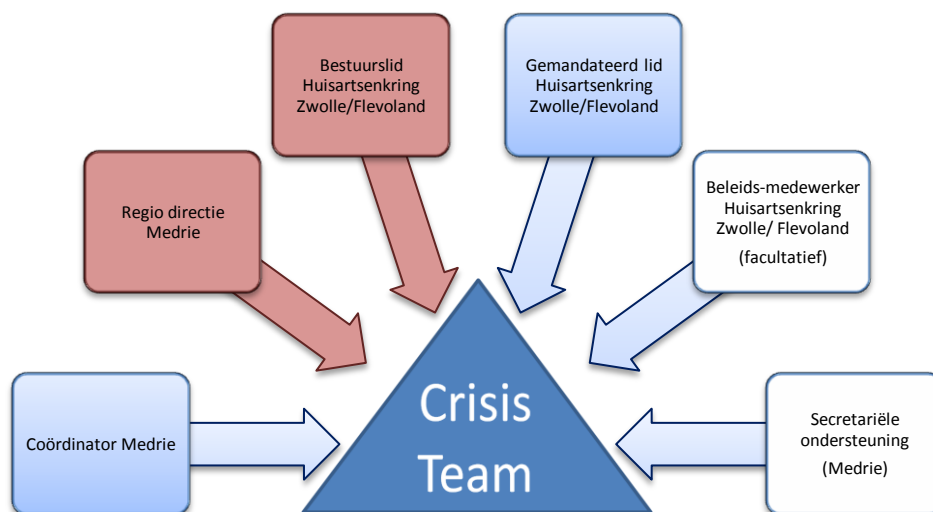 Bestuurslid
Huisartsenkring
Zwolle/Flevoland
Gemandateerd lid
Huisartsenkring
Zwolle/Flevoland
Regio directie
Medrie
Beleids-medewerker
Huisartsenkring
Zwolle/ Flevoland
(facultatief)
Coördinator Medrie
Crisis
Team
Secretariële
ondersteuning
(Medrie)